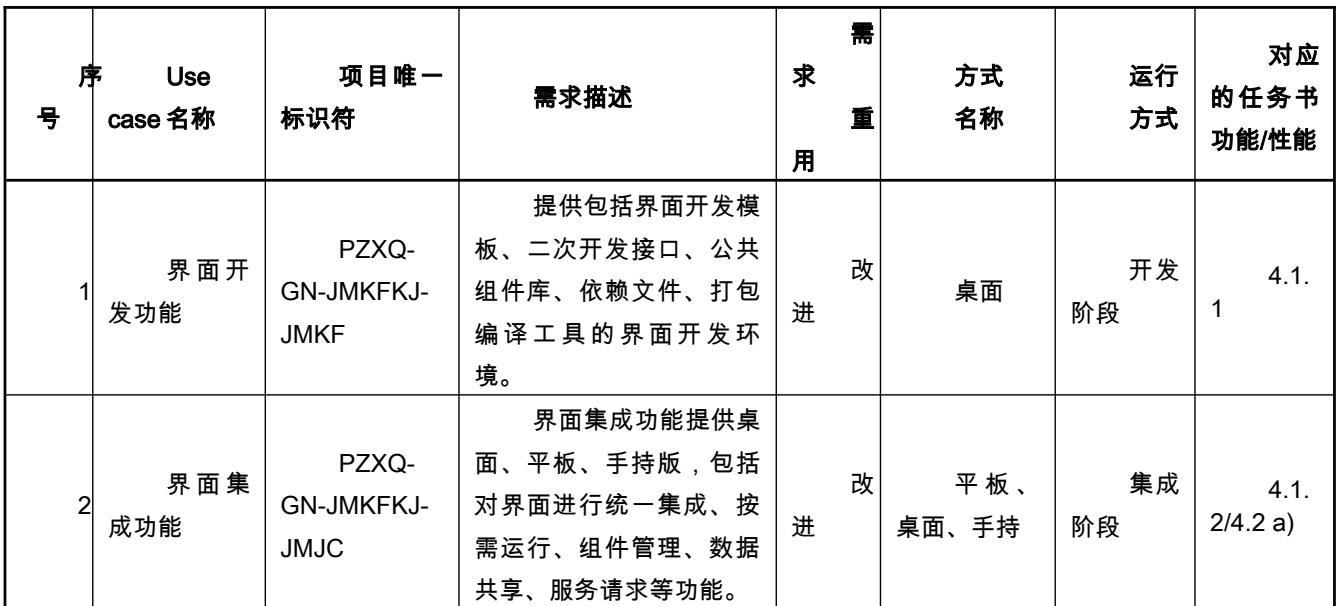 序号
Use case 名称
项目唯一标识符
需求描述
需求重用
方式名称
运行方式
对应的任务书功能/性能
1
界面开
发功能
PZXQ-
GN-JMKFKJ-
JMKF
提供包括界面开发模
板、二次开发接口、公共
组件库、依赖文件、打包
编译工具的界面开发环
境。
改
进
桌面
开发
阶段
4.1.
1
2
界面集
成功能
PZXQ-
GN-JMKFKJ-
JMJC
界面集成功能提供桌
面、平板、手持版，包括
对界面进行统一集成、按
需运行、组件管理、数据
共享、服务请求等功能。
改
进
平板、
桌面、手持
集成
阶段
4.1.
2/4.2 a)